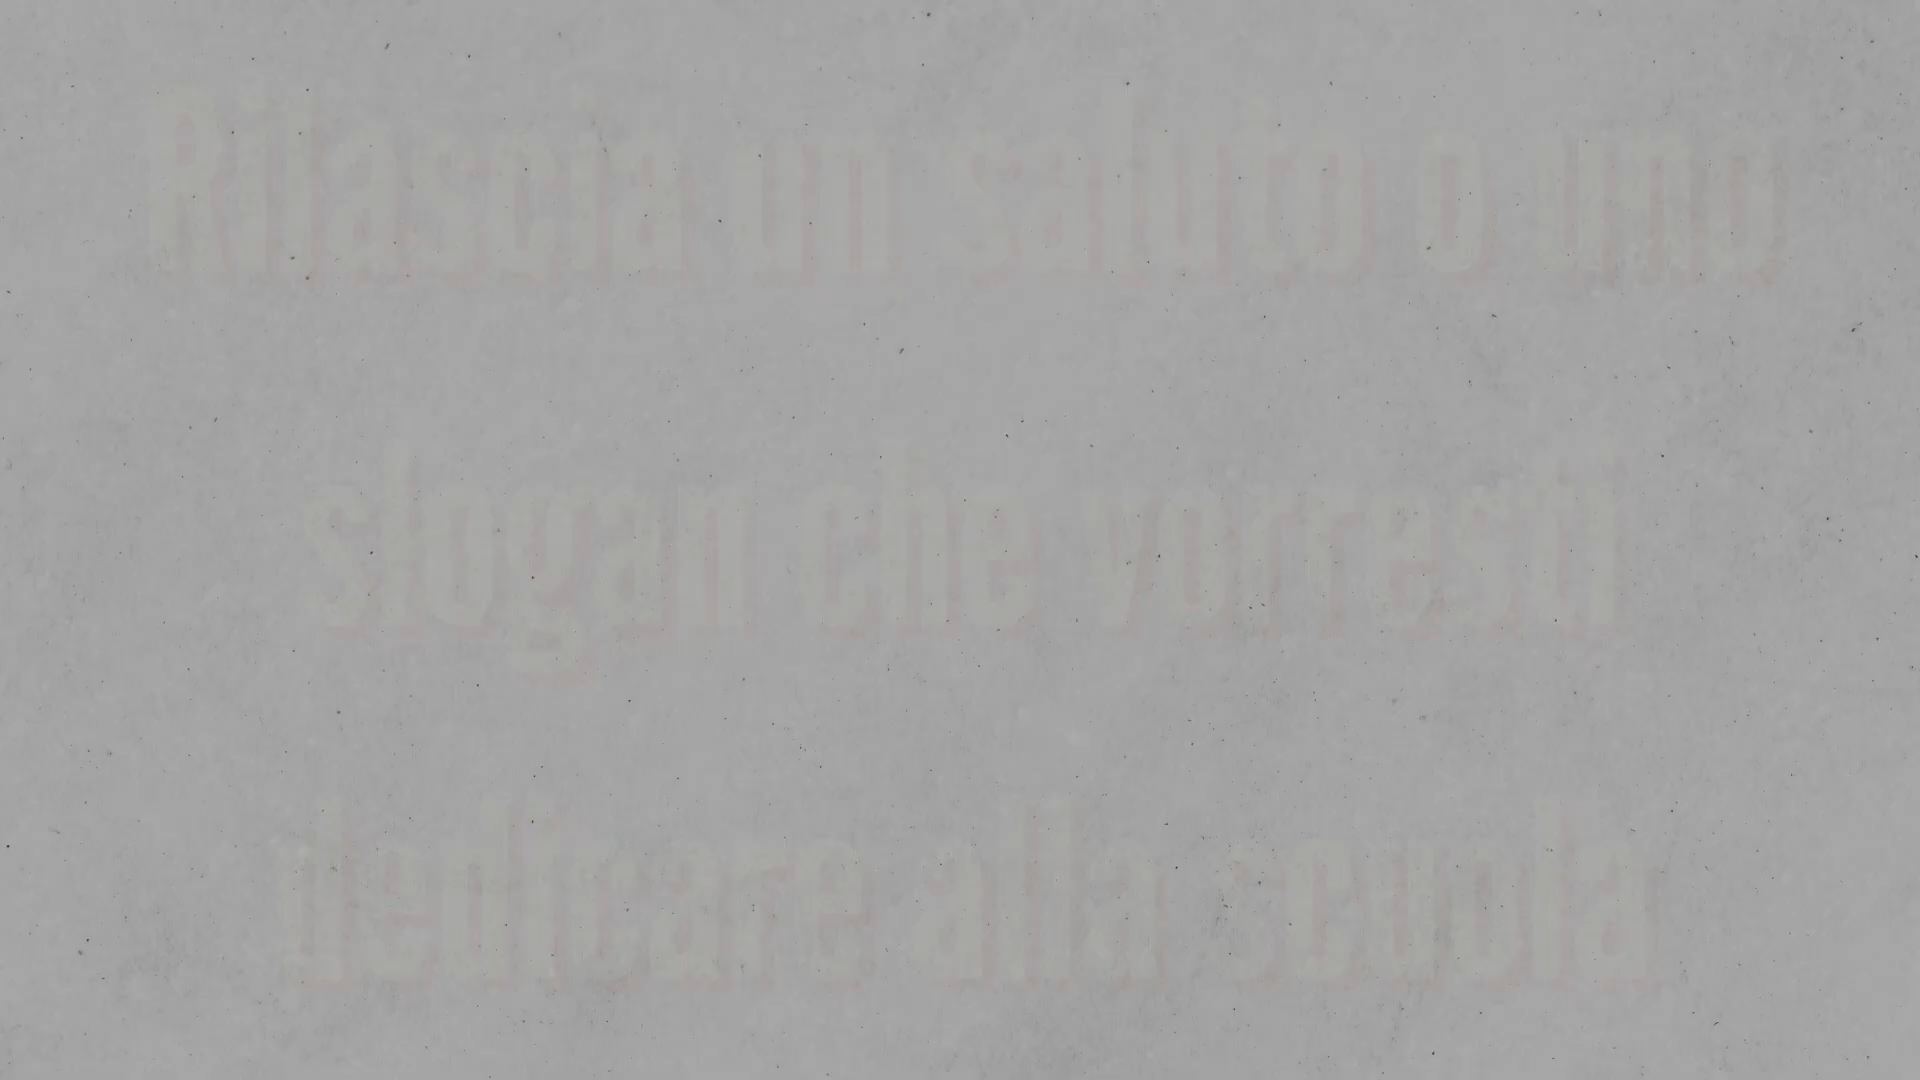 Rilascia un saluto o uno
slogan che vorresti
dedicare alla scuola